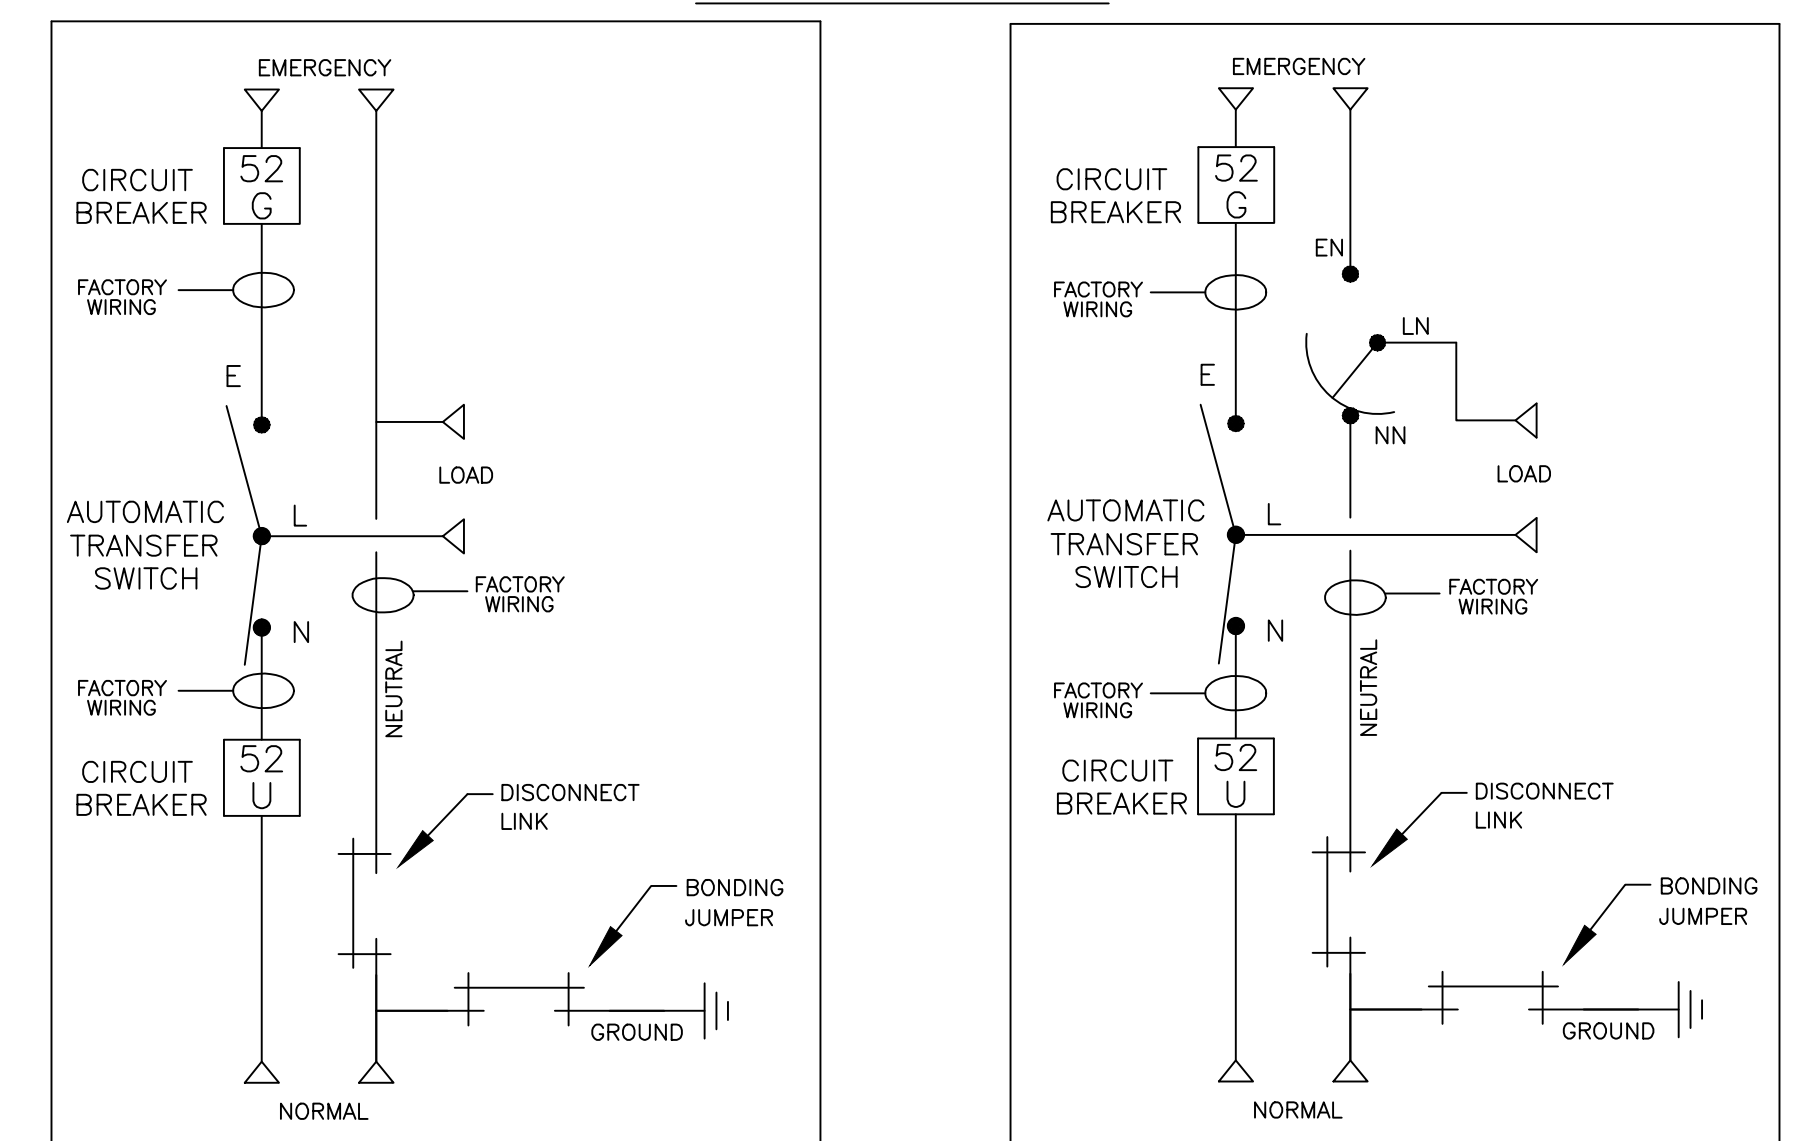 EMERGENCY
CIRCUIT
BREAKER
52
G
FACTORY
WIRING
E
LOAD
AUTOMATIC
TRANSFER
SWITCH
L
FACTORY
WIRING
N
NEUTRAL
FACTORY
WIRING
CIRCUIT
BREAKER
52
U
DISCONNECT
LINK
BONDING
JUMPER
GROUND
NORMAL
EMERGENCY
CIRCUIT
BREAKER
52
G
EN
FACTORY
WIRING
LN
E
NN
LOAD
AUTOMATIC
TRANSFER
SWITCH
L
FACTORY
WIRING
N
NEUTRAL
FACTORY
WIRING
CIRCUIT
BREAKER
52
U
DISCONNECT
LINK
BONDING
JUMPER
GROUND
NORMAL